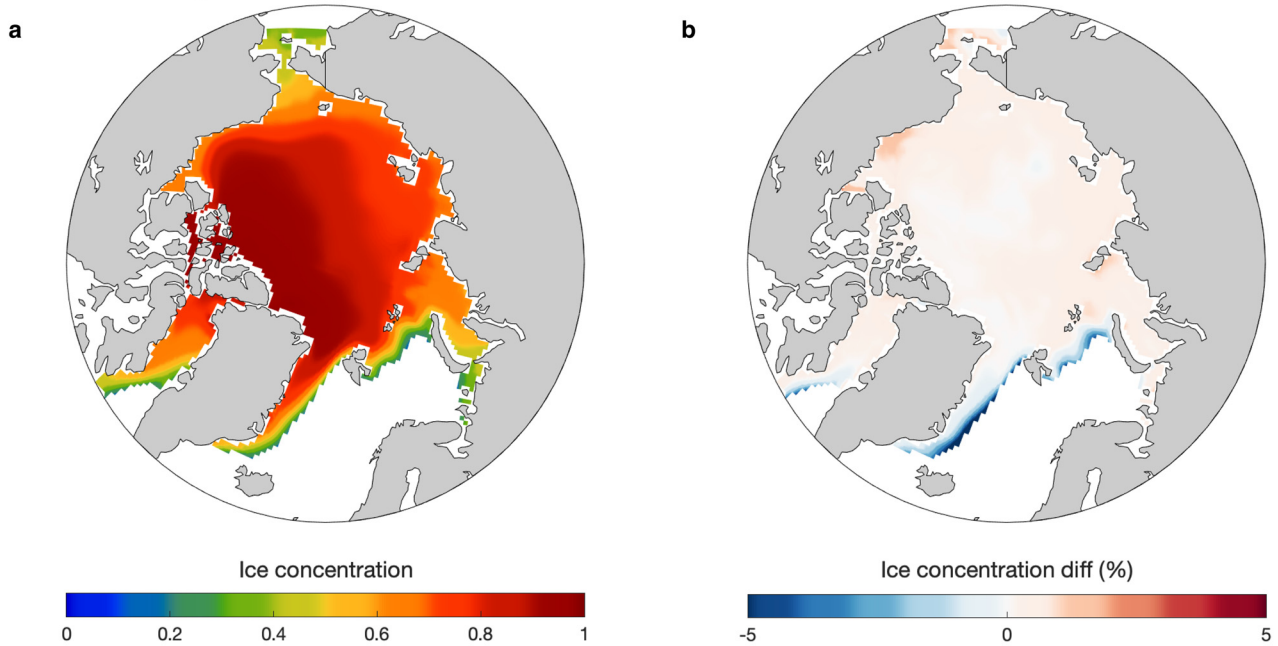 a
b
Ice concentration
0 0.2 0.4 0.6 0.8 1
Ice concentration diff (%)
-5 0 5